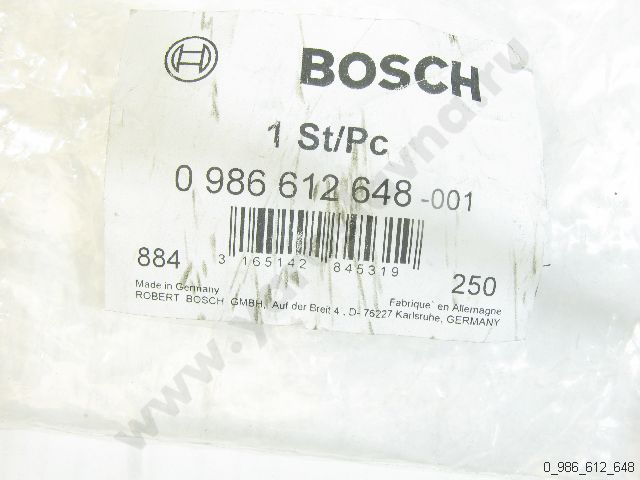 BOSCH
1 St/Pc
0 986 612 648 -001
3 165142 845319
884
250
Made in Germany
Fabrique' en Allemagne
ROBERT BOSCH GMBH, Auf der Breit 4 . D- 76227 Karlsruhe, GERMANY
0_986_612_648